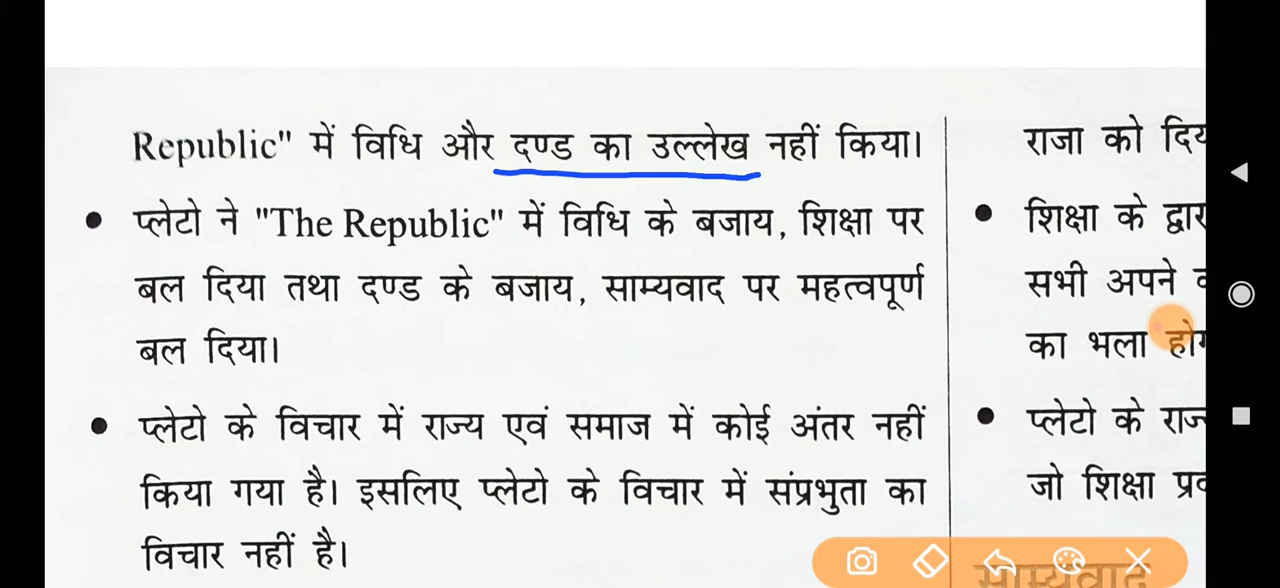 Republic" में विधि और दण्ड का उल्लेख नहीं किया।
• प्लेटो ने "The Republic" में विधि के बजाय, शिक्षा पर
बल दिया तथा दण्ड के बजाय, साम्यवाद पर महत्वपूर्ण
बल दिया।
• प्लेटो के विचार में राज्य एवं समाज में कोई अंतर नहीं
किया गया है। इसलिए प्लेटो के विचार में संप्रभुता का
विचार नहीं है।
राजा को
• शिक्षा के
सभी अपने
का भला
• प्लेटो के
जो शिक्षा
साम्यवाद